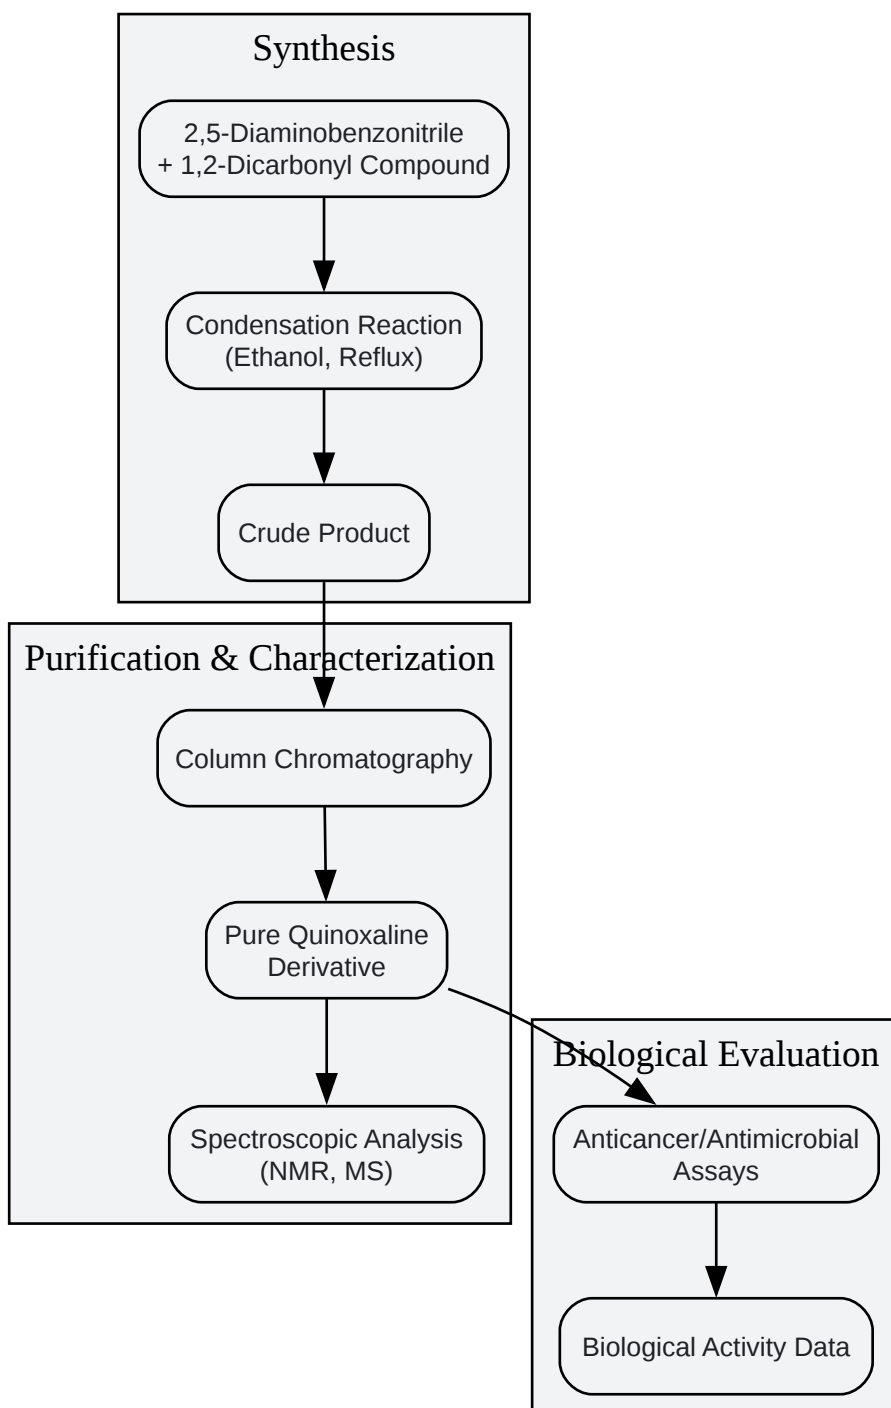 Synthesis
2,5-Diaminobenzonitrile
+ 1,2-Dicarbonyl Compound
Condensation Reaction
(Ethanol, Reflux)
Crude Product
Purification & Characterization
Column Chromatography
Pure Quinoxaline
Derivative
Spectroscopic Analysis
(NMR, MS)
Biological Evaluation
Anticancer/Antimicrobial
Assays
Biological Activity Data